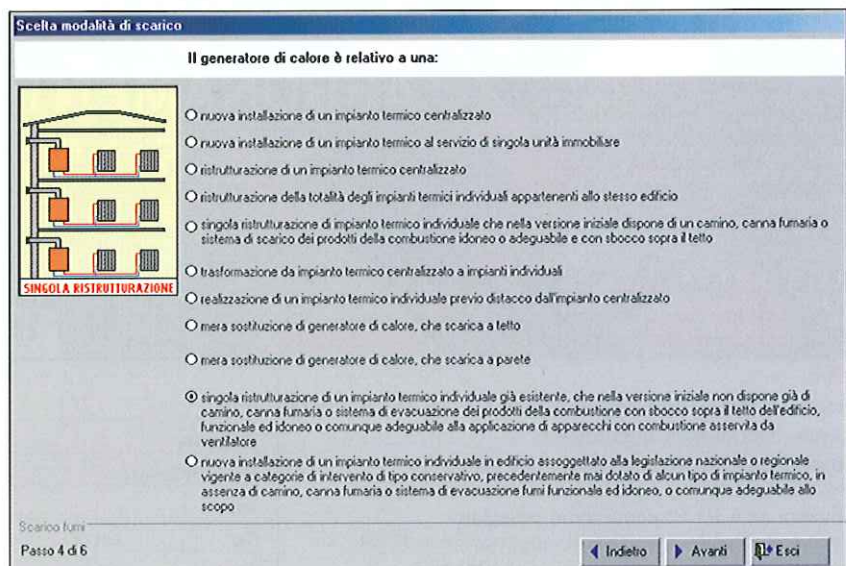 Scelta modalità di scarico
Il generatore di calore è relativo a una:
nuova installazione di un impianto termico centralizzato
nuova installazione di un impianto termico al servizio di singola unità immobiliare
ristrutturazione di un impianto termico centralizzato
ristrutturazione della totalità degli impianti termici individuali appartenenti allo stesso edificio
singola ristrutturazione di impianto termico individuale che nella versione iniziale dispone di un camino, canna fumaria o
sistema di scarico dei prodotti della combustione idoneo o adeguabile e con sbocco sopra il tetto
SINGOLA RISTRUTTURAZIONE
trasformazione da impianto termico centralizzato a impianti individuali
realizzazione di un impianto termico individuale previo distacco dall'impianto centralizzato
mera sostituzione di generatore di calore, che scarica a tetto
mera sostituzione di generatore di calore, che scarica a parete
singola ristrutturazione di un impianto termico individuale già esistente, che nella versione iniziale non dispone già di
camino, canna fumaria o sistema di evacuazione dei prodotti della combustione con sbocco sopra il tetto dell'edificio,
funzionale ed idoneo o comunque adeguabile alla applicazione di apparecchi con combustione asservita da
ventilatore
nuova installazione di un impianto termico individuale in edificio assoggettato alla legislazione nazionale o regionale
vigente a categorie di intervento di tipo conservativo, precedentemente mai dotato di alcun tipo di impianto termico, in
assenza di camino, canna fumaria o sistema di evacuazione fumi funzionale ed idoneo, o comunque adeguabile allo
scopo
Scarico fumi
Passo 4 di 6
Indietro
Avanti
Esci